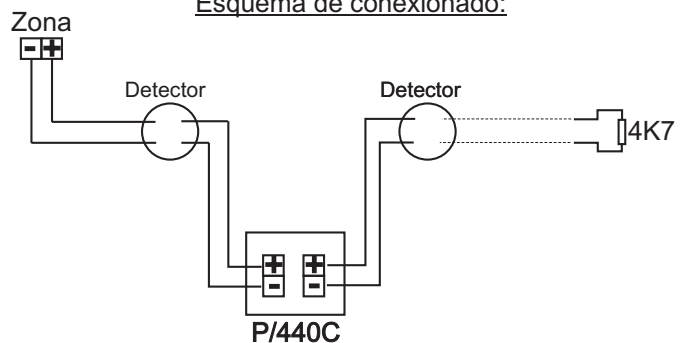 Esquema de conexionado:
Zona
- +
Detector
Detector
4K7
+ +
- -
P/440C